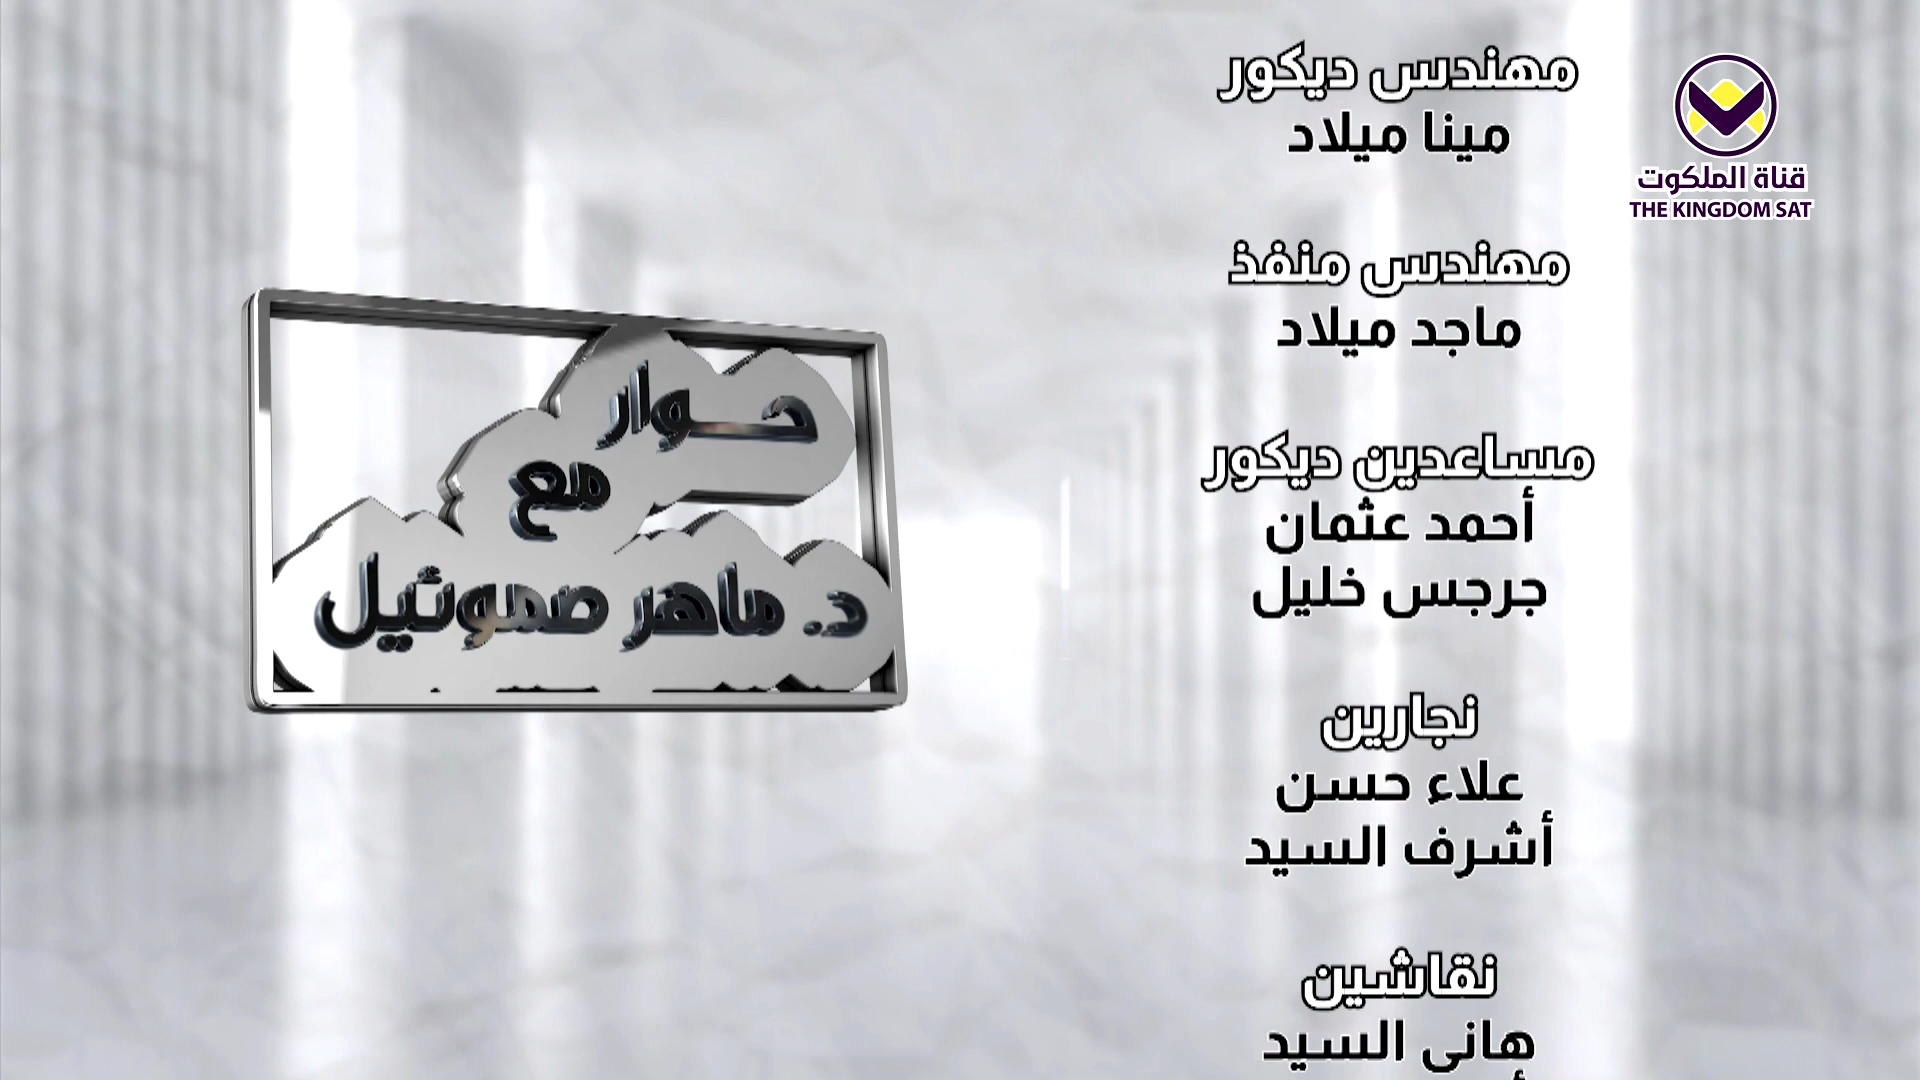 مهندس ديكور
مينا ميلاد
مهندس منفذ
ماجد ميلاد
مساعدين ديكور
أحمد عثمان
جرجس خليل
نجارين
علاء حسن
أشرف السيد
نقاشين
هانى السيد
قناة الملكوت
THE KINGDOM SAT
حوار
مع
د. ماهر صموئيل